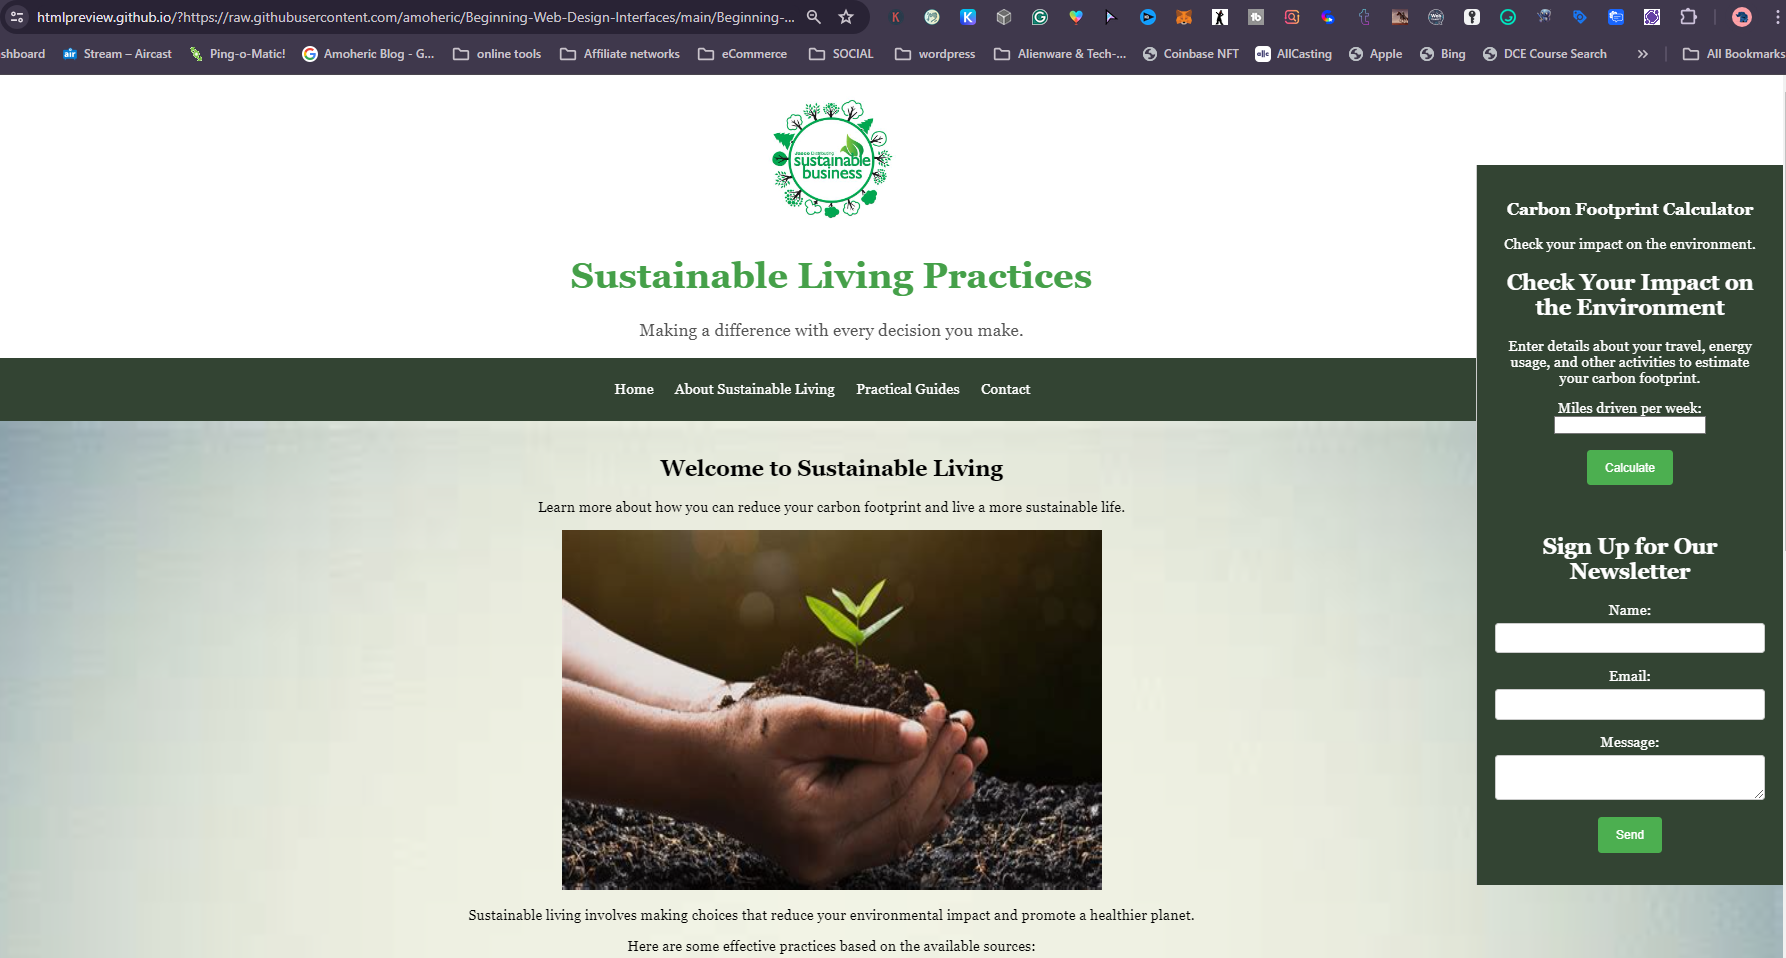 htmlpreview.github.io/?https://raw.githubusercontent.com/amoheric/Beginning-Web-Design-Interfaces/main/Beginning-...
shboard
Stream – Aircast
Ping-o-Matic!
Amoheric Blog - G...
online tools
Affiliate networks
eCommerce
SOCIAL
wordpress
Alienware & Tech-...
Coinbase NFT
AllCasting
Apple
Bing
DCE Course Search
»
All Bookmarks
sustainable
business
Sustainable Living Practices
Making a difference with every decision you make.
Home
About Sustainable Living
Practical Guides
Contact
Welcome to Sustainable Living
Learn more about how you can reduce your carbon footprint and live a more sustainable life.
Sustainable living involves making choices that reduce your environmental impact and promote a healthier planet.
Here are some effective practices based on the available sources:
Carbon Footprint Calculator
Check your impact on the environment.
Check Your Impact on
the Environment
Enter details about your travel, energy
usage, and other activities to estimate
your carbon footprint.
Miles driven per week:
Calculate
Sign Up for Our
Newsletter
Name:
Email:
Message:
Send